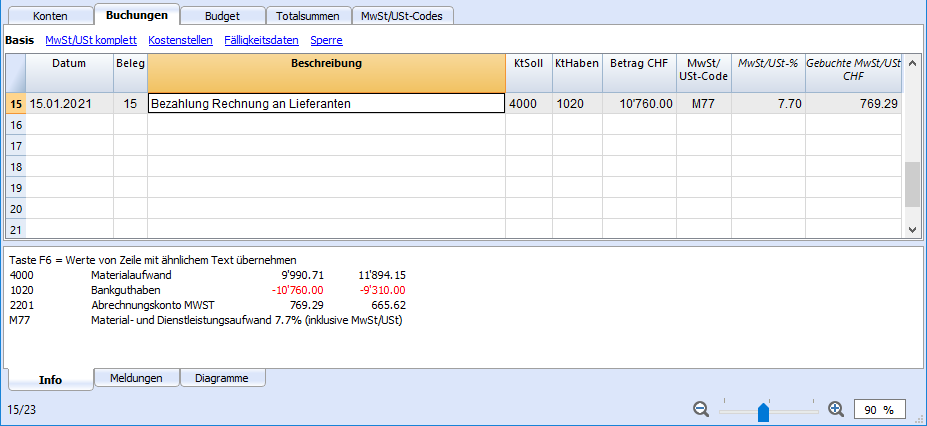 Konten Buchungen Budget Totalsummen MwSt/USt-Codes
Basis MwSt/USt komplett Kostenstellen Fälligkeitsdaten Sperre
Datum Beleg Beschreibung KtSoll KtHaben Betrag CHF MwSt/ USt-Code MwSt/USt-% Gebuchte MwSt/USt CHF
15 15.01.2021 15 Bezahlung Rechnung an Lieferanten 4000 1020 10'760.00 M77 7.70 769.29
16
17
18
19
20
21
Taste F6 = Werte von Zeile mit ähnlichem Text übernehmen
4000 Materialaufwand 9'990.71 11'894.15
1020 Bankguthaben -10'760.00 -9'310.00
2201 Abrechnungskonto MWST 769.29 665.62
M77 Material- und Dienstleistungsaufwand 7.7% (inklusive MwSt/USt)
Info Meldungen Diagramme
15/23 90 %